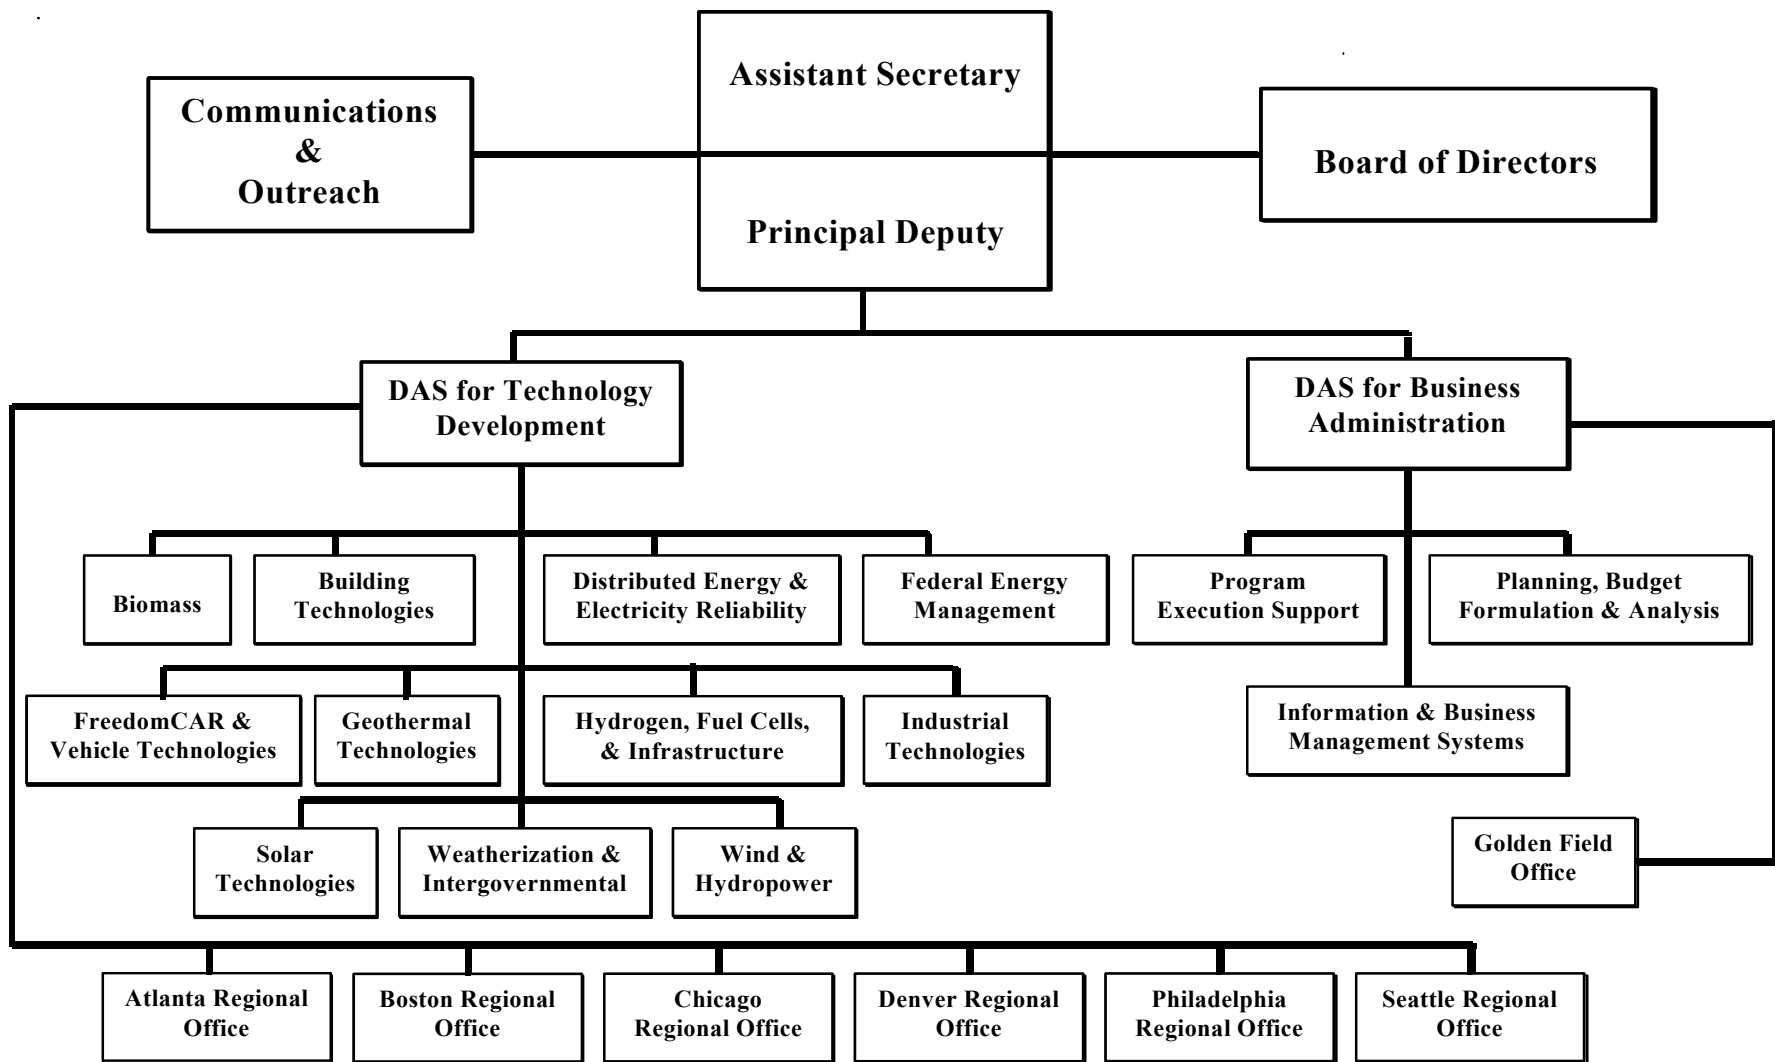 Assistant Secretary
Communications
&
Outreach
Board of Directors
Principal Deputy
DAS for Technology
Development
DAS for Business
Administration
Biomass
Building
Technologies
Distributed Energy &
Electricity Reliability
Federal Energy
Management
Program
Execution Support
Planning, Budget
Formulation & Analysis
FreedomCAR &
Vehicle Technologies
Geothermal
Technologies
Hydrogen, Fuel Cells,
& Infrastructure
Industrial
Technologies
Information & Business
Management Systems
Solar
Technologies
Weatherization &
Intergovernmental
Wind &
Hydropower
Golden Field
Office
Atlanta Regional
Office
Boston Regional
Office
Chicago
Regional Office
Denver Regional
Office
Philadelphia
Regional Office
Seattle Regional
Office